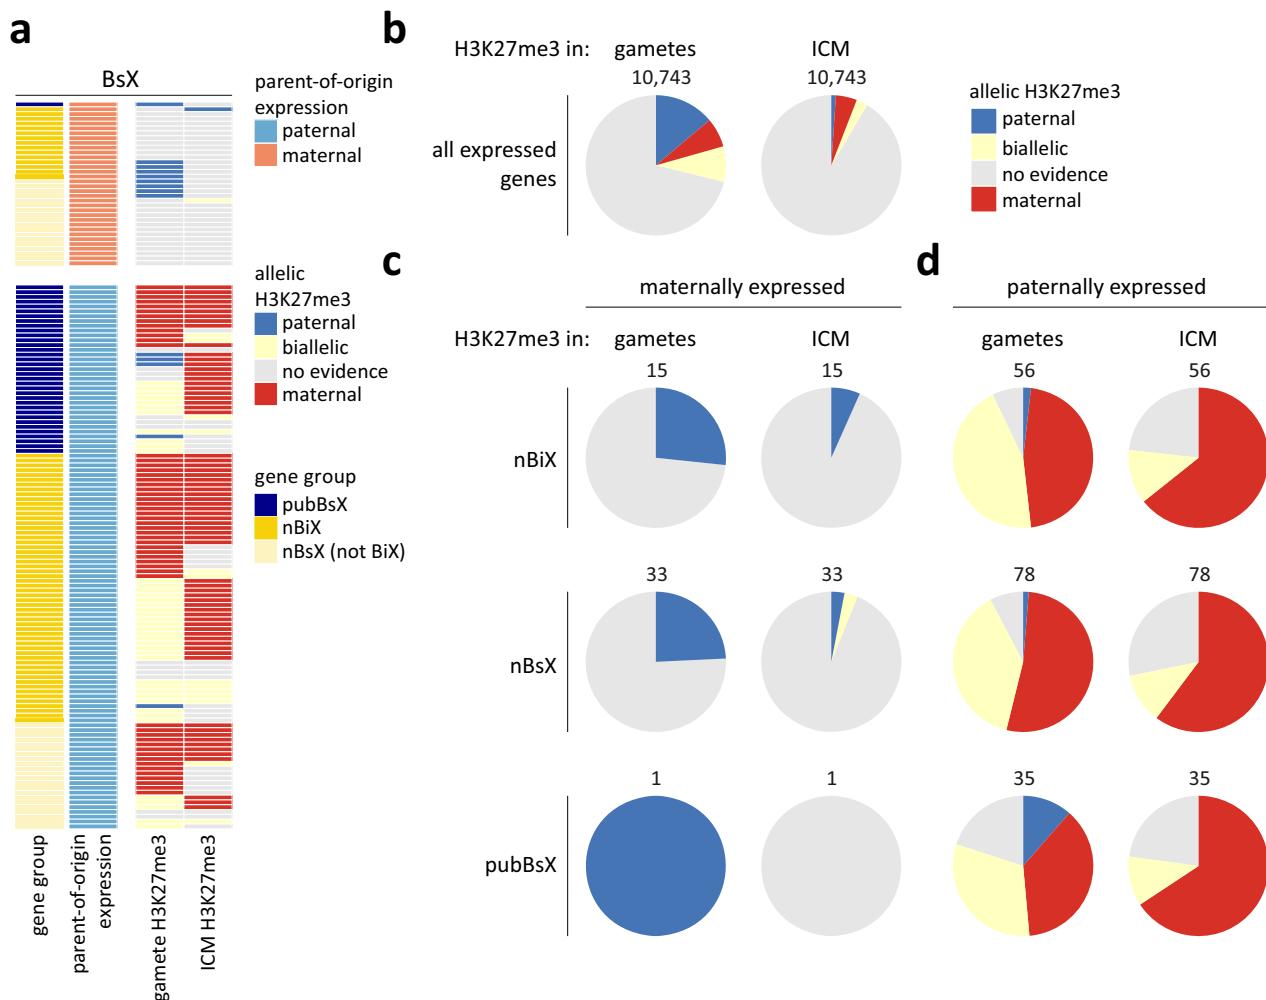 a
BsX
parent-of-origin
expression
paternal
maternal
allelic
H3K27me3
paternal
biallelic
no evidence
maternal
gene group
pubBsX
nBiX
nBsX (not BiX)
gene group
parent-of-origin
expression
gamete H3K27me3
ICM H3K27me3
b
H3K27me3 in:
gametes
ICM
10,743
10,743
all expressed
genes
allelic H3K27me3
paternal
biallelic
no evidence
maternal
c
maternally expressed
H3K27me3 in:
gametes
ICM
15
15
nBiX
33
33
nBsX
1
1
pubBsX
d
paternally expressed
gametes
ICM
56
56
78
78
35
35